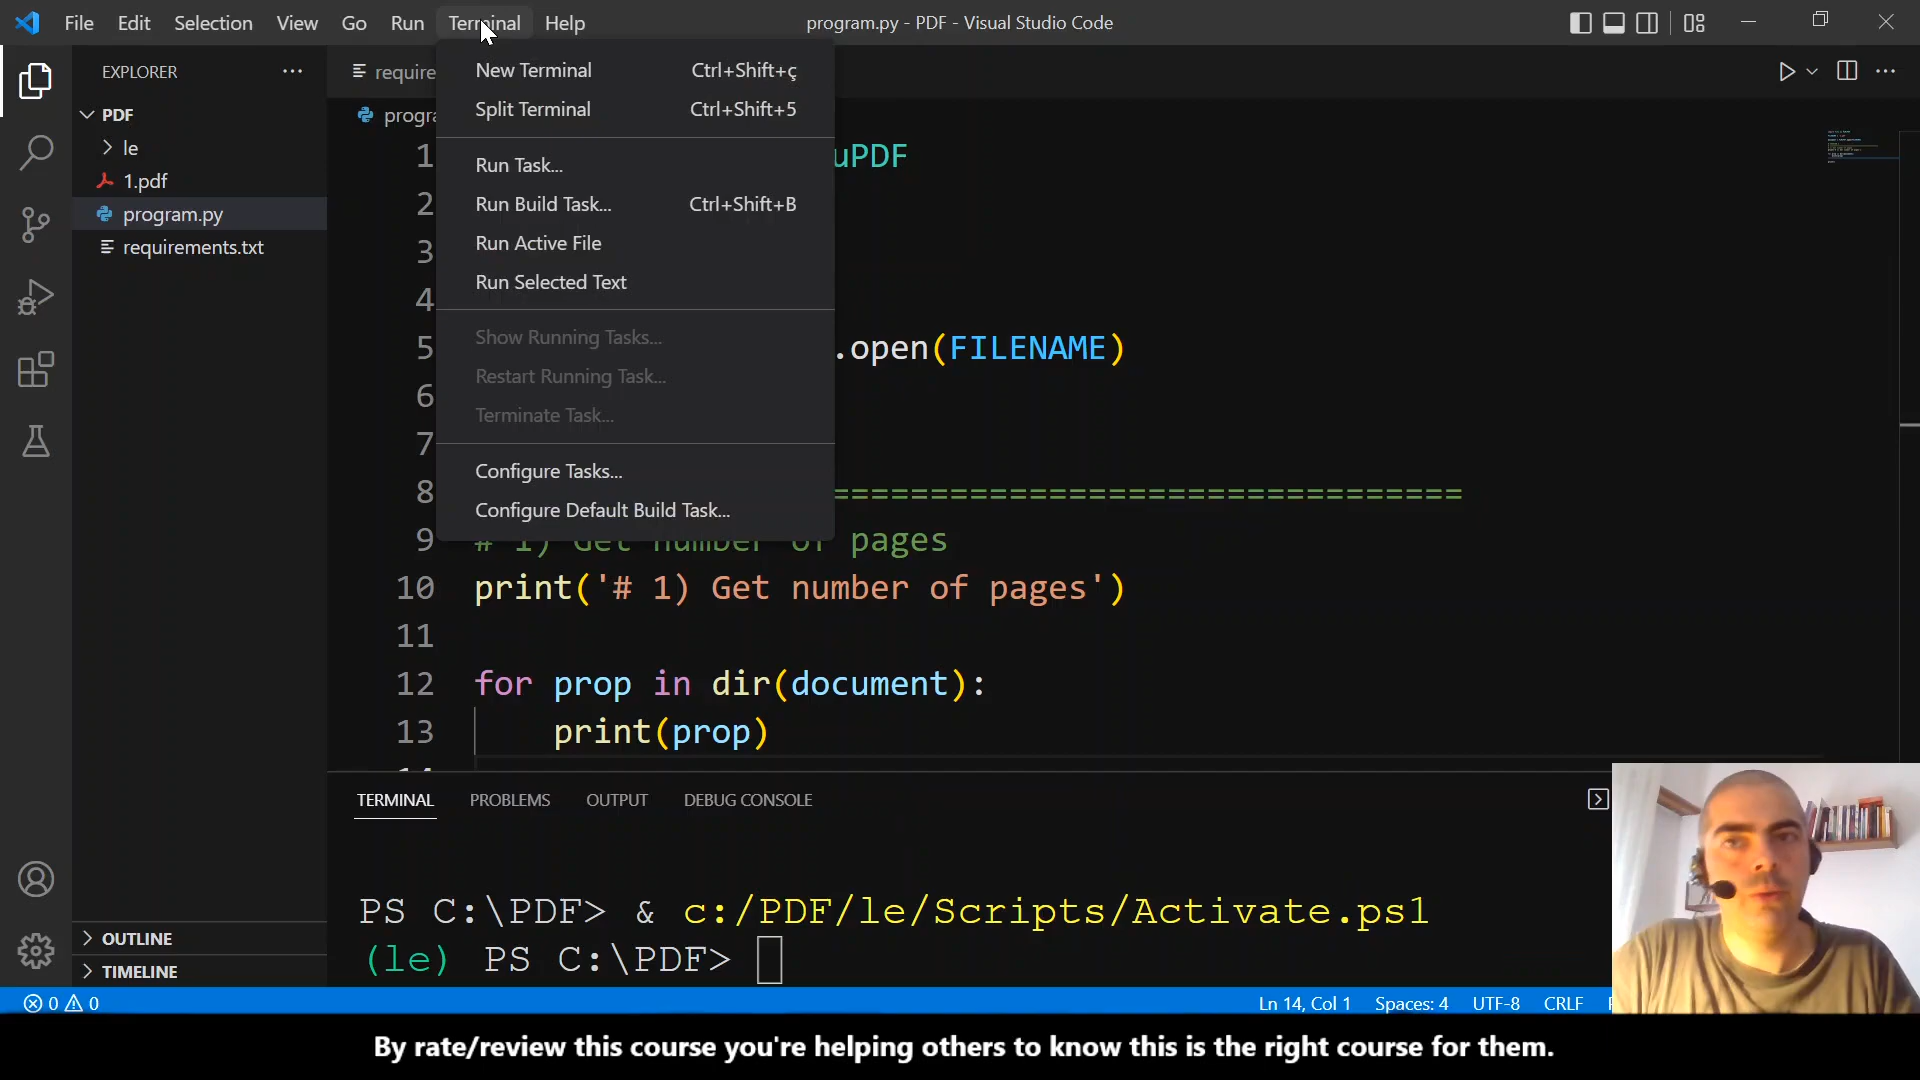 File Edit Selection View Go Run Terminal Help program.py - PDF - Visual Studio Code
EXPLORER
PDF
le
1.pdf
program.py
requirements.txt
OUTLINE
TIMELINE
require
progra
New Terminal Ctrl+Shift+ç
Split Terminal Ctrl+Shift+5
Run Task...
Run Build Task... Ctrl+Shift+B
Run Active File
Run Selected Text
Show Running Tasks...
Restart Running Task...
Terminate Task...
Configure Tasks...
Configure Default Build Task...
1 uPDF
2
3
4
5 .open(FILENAME)
6
7
8 ================================
9 # 1) Get number of pages
10 print('# 1) Get number of pages')
11
12 for prop in dir(document):
13 print(prop)
14
TERMINAL PROBLEMS OUTPUT DEBUG CONSOLE
PS C:\PDF> & c:/PDF/le/Scripts/Activate.ps1
(le) PS C:\PDF>
0 0 Ln 14, Col 1 Spaces: 4 UTF-8 CRLF
By rate/review this course you're helping others to know this is the right course for them.